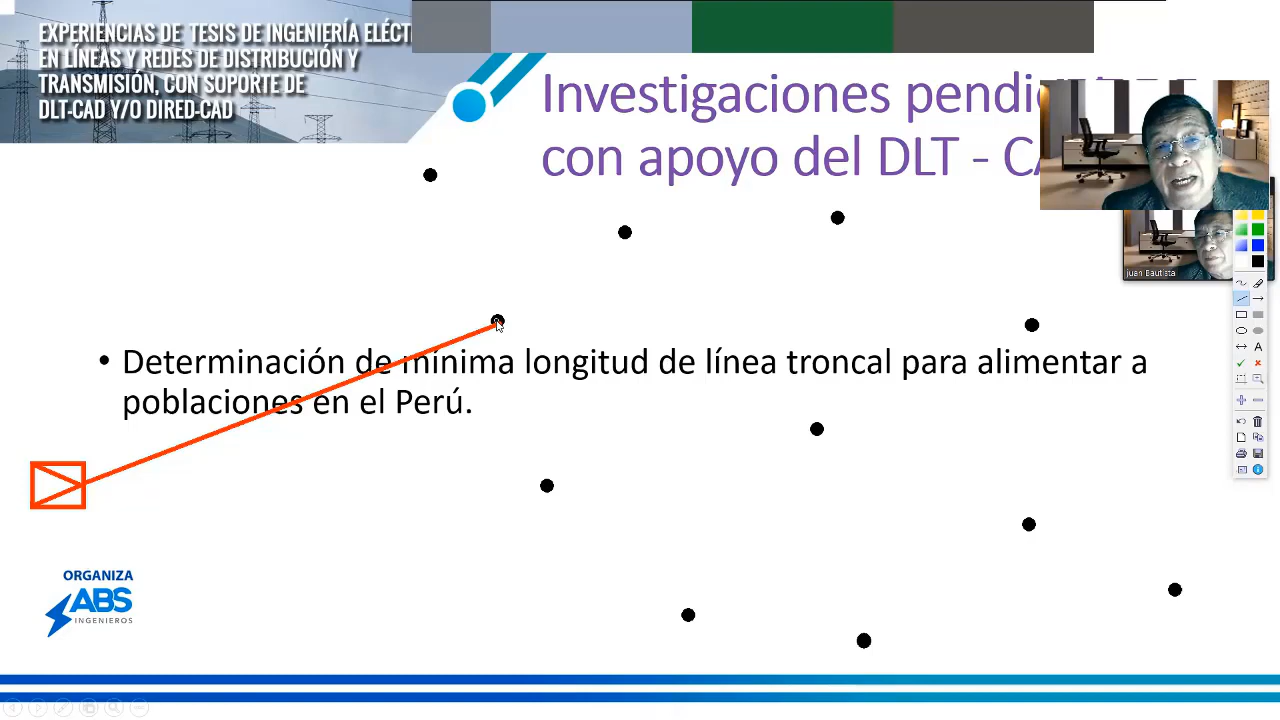 EXPERIENCIAS DE TESIS DE INGENIERÍA ELÉCT
EN LÍNEAS Y REDES DE DISTRIBUCIÓN Y
TRANSMISIÓN, CON SOPORTE DE
DLT-CAD Y/O DIRED-CAD
Investigaciones pendi
con apoyo del DLT - CA
juan Bautista
• Determinación de mínima longitud de línea troncal para alimentar a
poblaciones en el Perú.
ORGANIZA
ABS
INGENIEROS